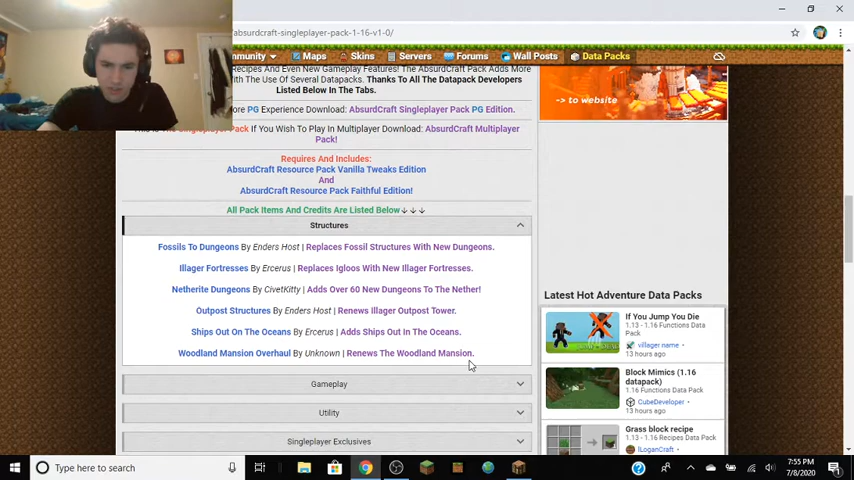 absurdcraft-singleplayer-pack-1-16-v1-0/
mmunity
Maps
Skins
Servers
Forums
Wall Posts
Data Packs
Recipes And Even New Gameplay Features! The AbsurdCraft Pack Adds More
With The Use Of Several Datapacks. Thanks To All The Datapack Developers
Listed Below In The Tabs.
ore PG Experience Download: AbsurdCraft Singleplayer Pack PG Edition.
Pack If You Wish To Play In Multiplayer Download: AbsurdCraft Multiplayer
Pack!
Requires And Includes:
AbsurdCraft Resource Pack Vanilla Tweaks Edition
And
AbsurdCraft Resource Pack Faithful Edition!
All Pack Items And Credits Are Listed Below↓↓↓
Structures
Fossils To Dungeons By Enders Host | Replaces Fossil Structures With New Dungeons.
Illager Fortresses By Ercerus | Replaces Igloos With New Illager Fortresses.
Netherite Dungeons By CivetKitty | Adds Over 60 New Dungeons To The Nether!
Outpost Structures By Enders Host | Renews Illager Outpost Tower.
Ships Out On The Oceans By Ercerus | Adds Ships Out In The Oceans.
Woodland Mansion Overhaul By Unknown | Renews The Woodland Mansion.
Gameplay
Utility
Singleplayer Exclusives
-> to website
Latest Hot Adventure Data Packs
If You Jump You Die
1.13 - 1.16 Functions Data
Pack
villager name •
13 hours ago
Block Mimics (1.16
datapack)
1.16 Functions Data Pack
CubeDeveloper •
13 hours ago
Grass block recipe
1.13 - 1.16 Recipes Data Pack
ILoganCraft •
Type here to search
7:55 PM
7/8/2020